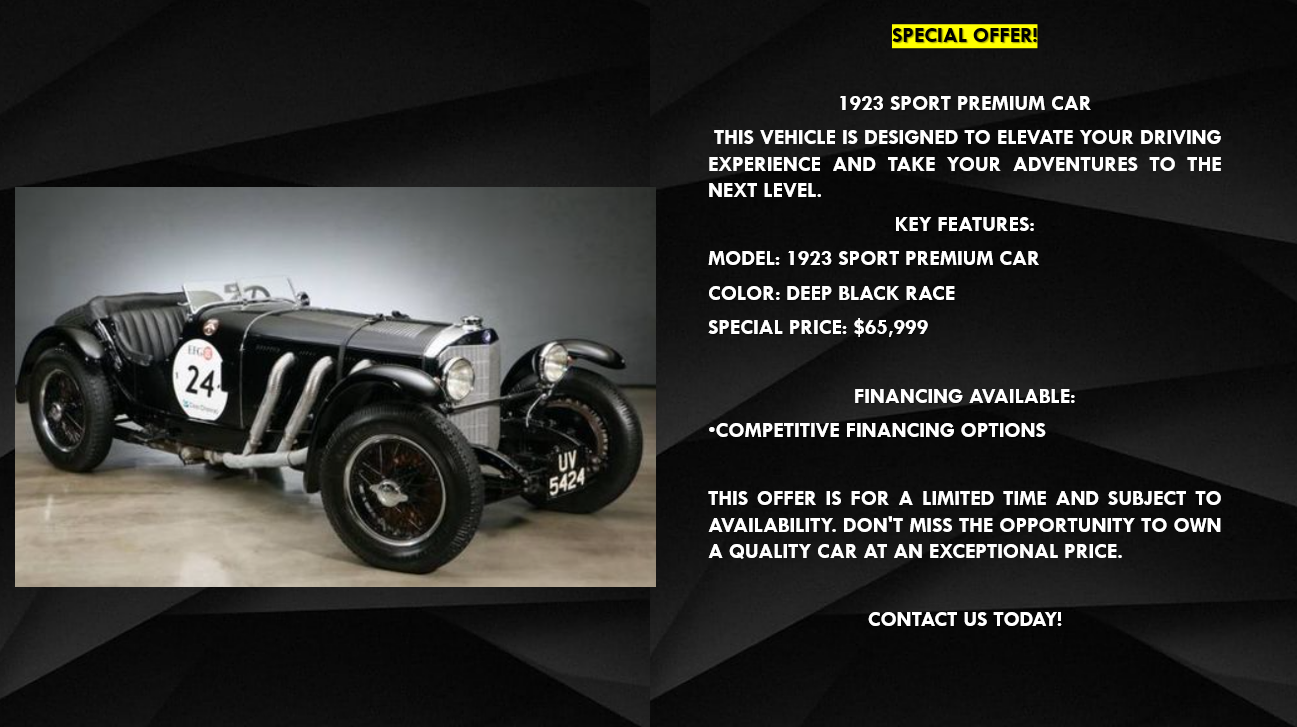 SPECIAL OFFER!
1923 SPORT PREMIUM CAR
THIS VEHICLE IS DESIGNED TO ELEVATE YOUR DRIVING
EXPERIENCE AND TAKE YOUR ADVENTURES TO THE
NEXT LEVEL.
KEY FEATURES:
MODEL: 1923 SPORT PREMIUM CAR
COLOR: DEEP BLACK RACE
SPECIAL PRICE: $65,999
FINANCING AVAILABLE:
•COMPETITIVE FINANCING OPTIONS
THIS OFFER IS FOR A LIMITED TIME AND SUBJECT TO
AVAILABILITY. DON'T MISS THE OPPORTUNITY TO OWN
A QUALITY CAR AT AN EXCEPTIONAL PRICE.
CONTACT US TODAY!
EFG
24
UV
5424